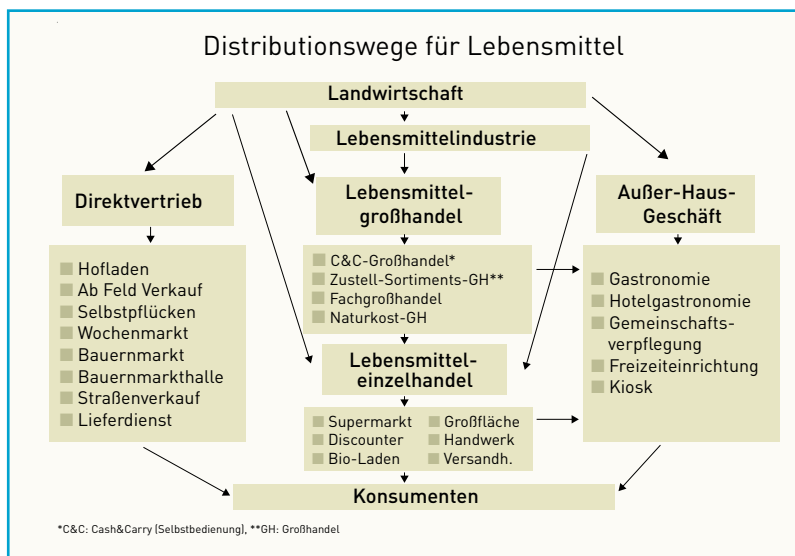 Distributionswege für Lebensmittel
Landwirtschaft
Lebensmittelindustrie
Direktvertrieb
Hofladen
Ab Feld Verkauf
Selbstpflücken
Wochenmarkt
Bauernmarkt
Bauernmarkthalle
Straßenverkauf
Lieferdienst
Lebensmittel-
großhandel
C&C-Großhandel*
Zustell-Sortiments-GH**
Fachgroßhandel
Naturkost-GH
Lebensmittel-
einzelhandel
Supermarkt
Discounter
Bio-Laden
Großfläche
Handwerk
Versandh.
Außer-Haus-
Geschäft
Gastronomie
Hotelgastronomie
Gemeinschafts-
verpflegung
Freizeiteinrichtung
Kiosk
Konsumenten
*C&C: Cash&Carry (Selbstbedienung), **GH: Großhandel